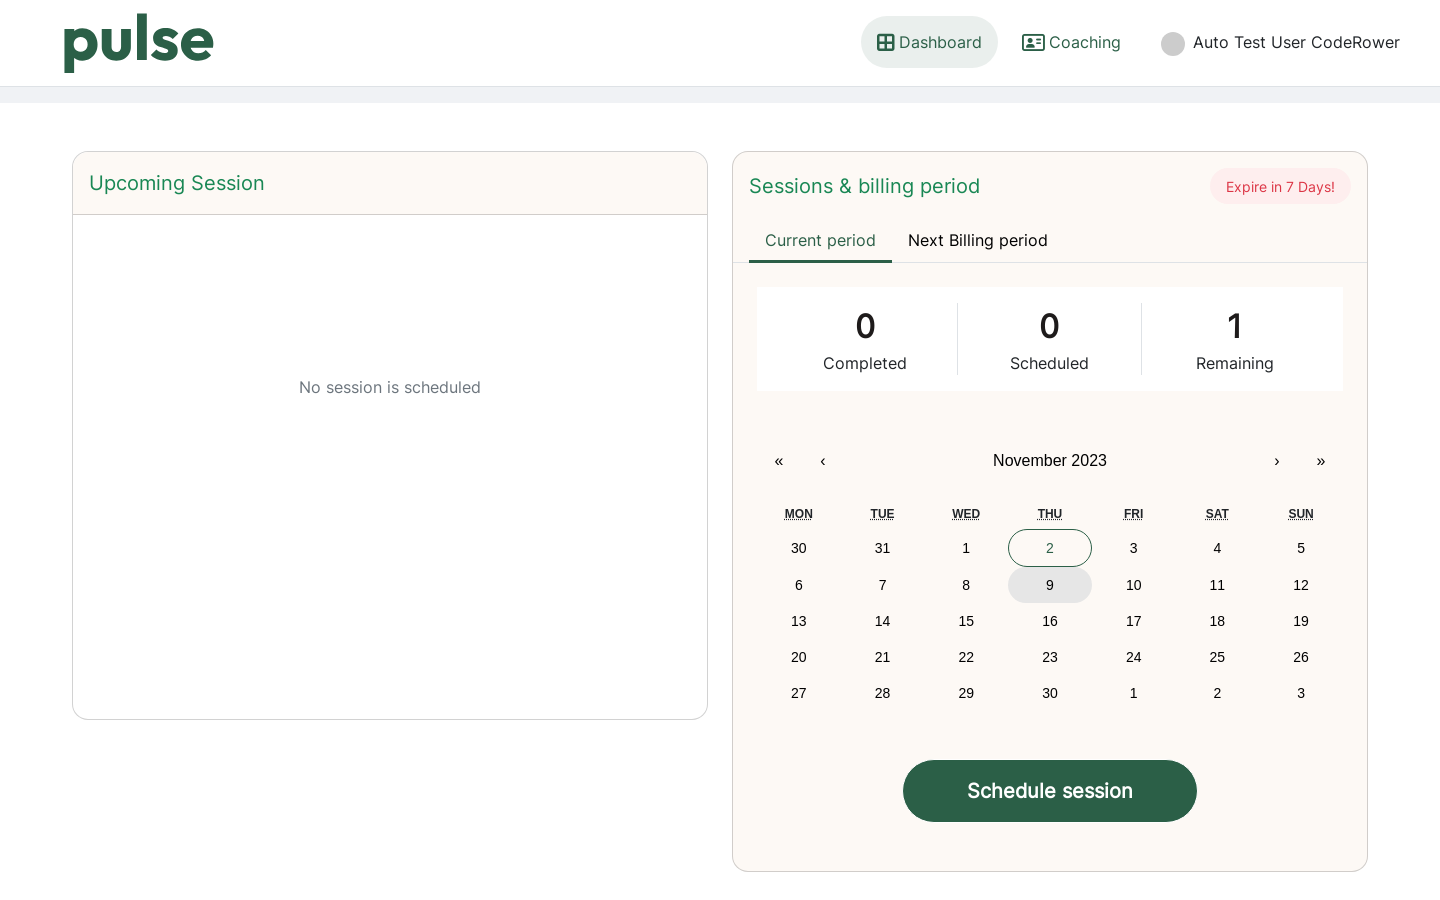 pulse
Dashboard
Coaching
Auto Test User CodeRower
Upcoming Session
No session is scheduled
Sessions & billing period
Expire in 7 Days!
Current period
Next Billing period
0 0 1
Completed Scheduled Remaining
« ‹ November 2023 › »
MON TUE WED THU FRI SAT SUN
30 31 1 2 3 4 5
6 7 8 9 10 11 12
13 14 15 16 17 18 19
20 21 22 23 24 25 26
27 28 29 30 1 2 3
Schedule session